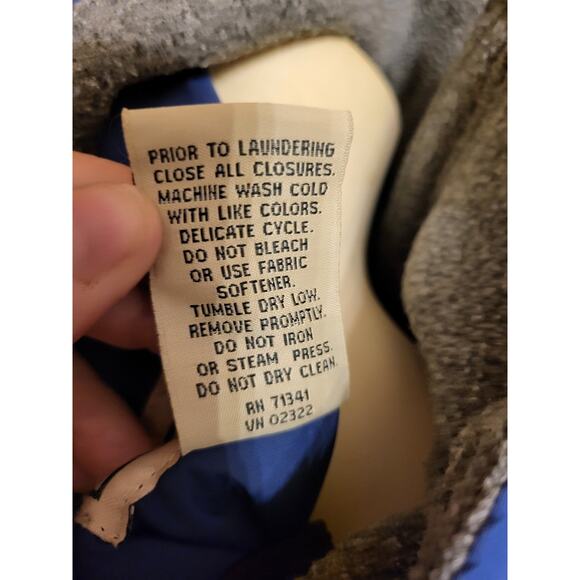 PRIOR TO LAUNDERING
CLOSE ALL CLOSURES.
MACHINE WASH COLD
WITH LIKE COLORS.
DELICATE CYCLE.
DO NOT BLEACH
OR USE FABRIC
SOFTENER.
TUMBLE DRY LOW.
REMOVE PROMPTLY.
DO NOT IRON
OR STEAM PRESS.
DO NOT DRY CLEAN.
RN 71341
VN 02322